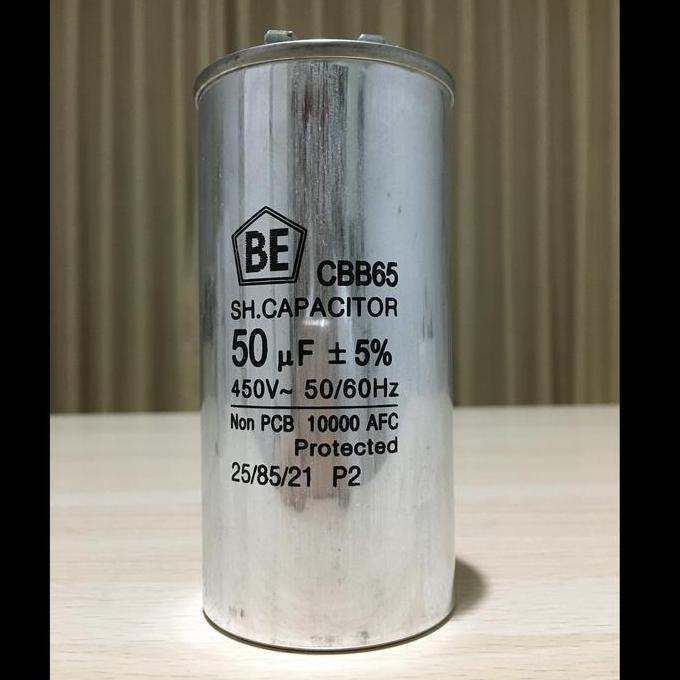 BE
CBB65
SH.CAPACITOR
50 μF ± 5%
450V~ 50/60Hz
Non PCB 10000 AFC
Protected
25/85/21 P2